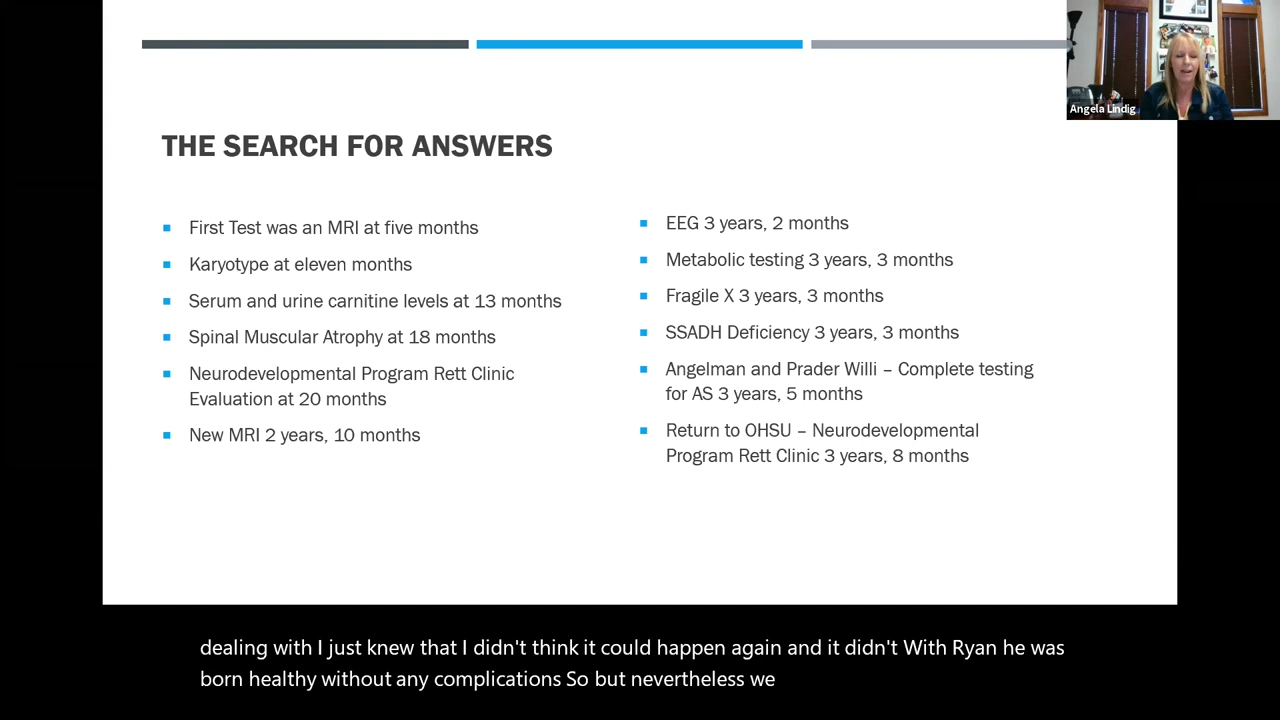 Angela Lindig
THE SEARCH FOR ANSWERS
First Test was an MRI at five months
Karyotype at eleven months
Serum and urine carnitine levels at 13 months
Spinal Muscular Atrophy at 18 months
Neurodevelopmental Program Rett Clinic
Evaluation at 20 months
New MRI 2 years, 10 months
EEG 3 years, 2 months
Metabolic testing 3 years, 3 months
Fragile X 3 years, 3 months
SSADH Deficiency 3 years, 3 months
Angelman and Prader Willi – Complete testing
for AS 3 years, 5 months
Return to OHSU – Neurodevelopmental
Program Rett Clinic 3 years, 8 months
dealing with I just knew that I didn't think it could happen again and it didn't With Ryan he was
born healthy without any complications So but nevertheless we